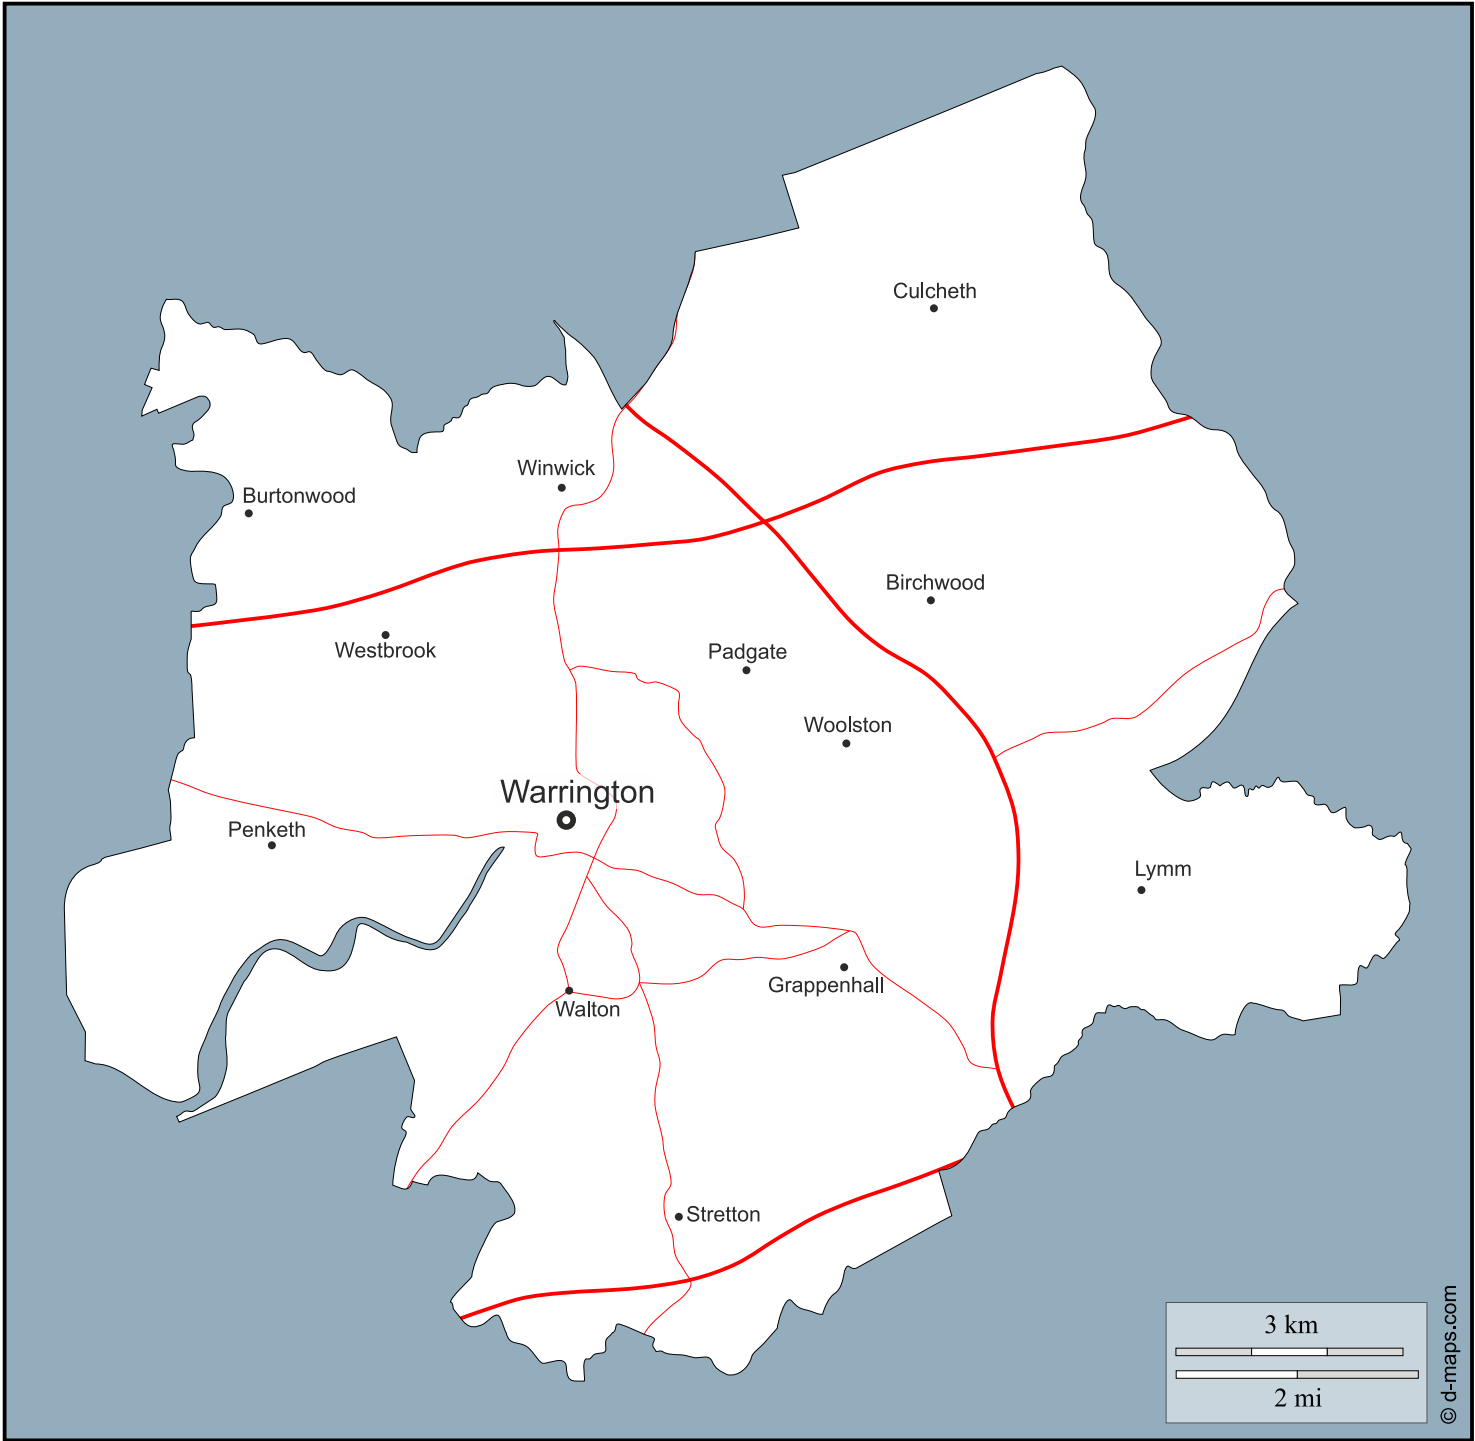 Culcheth
Winwick
Burtonwood
Birchwood
Westbrook
Padgate
Woolston
Warrington
Penketh
Lymm
Grappenhall
Walton
Stretton
3 km
2 mi
© d-maps.com